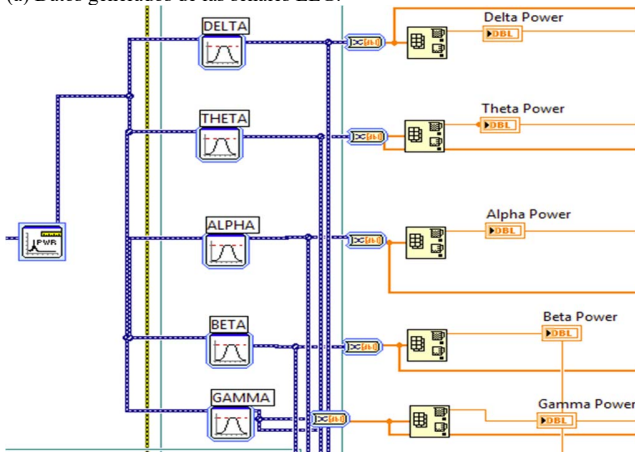 (a) Datos generados de las señales EEG.
DELTA
Delta Power
DBL
THETA
Theta Power
DBL
ALPHA
Alpha Power
DBL
PWR
BETA
Beta Power
DBL
GAMMA
Gamma Power
DBL